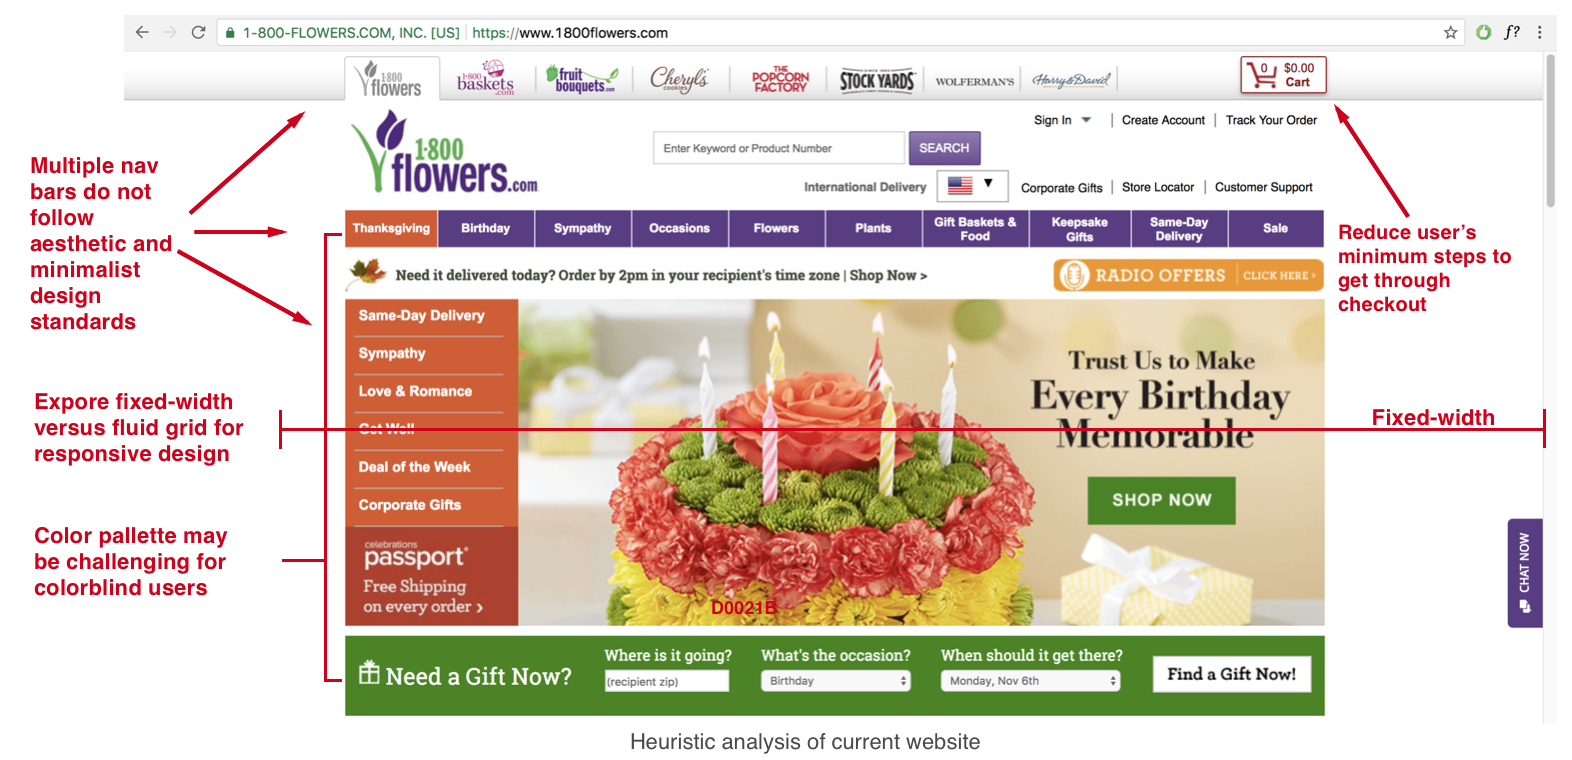 1-800-FLOWERS.COM, INC. [US] https://www.1800flowers.com
f?
1·800 flowers
1·800 baskets.com
fruit bouquets.com
Cheryl's cookies
THE POPCORN FACTORY
STOCK YARDS
WOLFERMAN'S
Harry & David
0 $0.00
Cart
Sign In | Create Account | Track Your Order
1·800
flowers.com
Enter Keyword or Product Number
SEARCH
International Delivery
Corporate Gifts | Store Locator | Customer Support
Thanksgiving Birthday Sympathy Occasions Flowers Plants Gift Baskets & Food Keepsake Gifts Same-Day Delivery Sale
Need it delivered today? Order by 2pm in your recipient's time zone | Shop Now >
RADIO OFFERS CLICK HERE >
Same-Day Delivery
Sympathy
Love & Romance
Get Well
Deal of the Week
Corporate Gifts
celebrations
passport®
Free Shipping
on every order ›
Trust Us to Make
Every Birthday
Memorable
SHOP NOW
D0021B
CHAT NOW
Need a Gift Now?
Where is it going?
(recipient zip)
What's the occasion?
Birthday
When should it get there?
Monday, Nov 6th
Find a Gift Now!
Multiple nav
bars do not
follow
aesthetic and
minimalist
design
standards
Expore fixed-width
versus fluid grid for
responsive design
Color pallette may
be challenging for
colorblind users
Reduce user's
minimum steps to
get through
checkout
Fixed-width
Heuristic analysis of current website